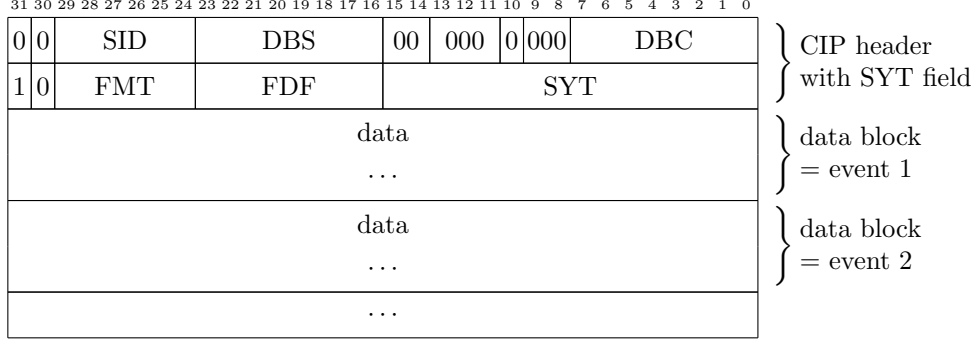 31 30 29 28 27 26 25 24 23 22 21 20 19 18 17 16 15 14 13 12 11 10 9 8 7 6 5 4 3 2 1 0
0 0 SID DBS 00 000 0 000 DBC
1 0 FMT FDF SYT
CIP header
with SYT field
data
...
data block
= event 1
data
...
data block
= event 2
...